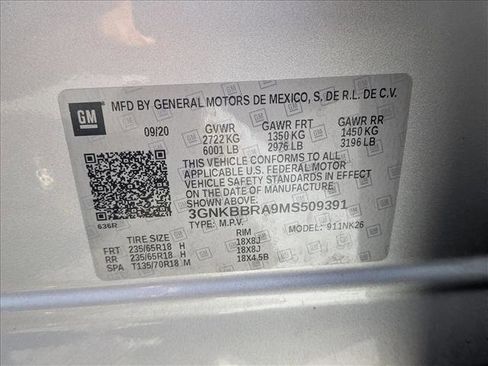 GM
MFD BY GENERAL MOTORS DE MEXICO, S. DE R.L. DE C.V.
09/20 GVWR GAWR FRT GAWR RR
2722 KG 1350 KG 1450 KG
6001 LB 2976 LB 3196 LB
THIS VEHICLE CONFORMS TO ALL
APPLICABLE U.S. FEDERAL MOTOR
VEHICLE SAFETY AND THEFT
PREVENTION STANDARDS IN EFFECT ON
THE DATE OF MANUFACTURE
SHOWN ABOVE.
3GNKBBRA9MS509391
636R
TYPE: M.P.V. MODEL: 911NK26
TIRE SIZE RIM
FRT 235/65R18 H 18X8J
RR 235/65R18 H 18X8J
SPA T135/70R18 M 18X4.5B